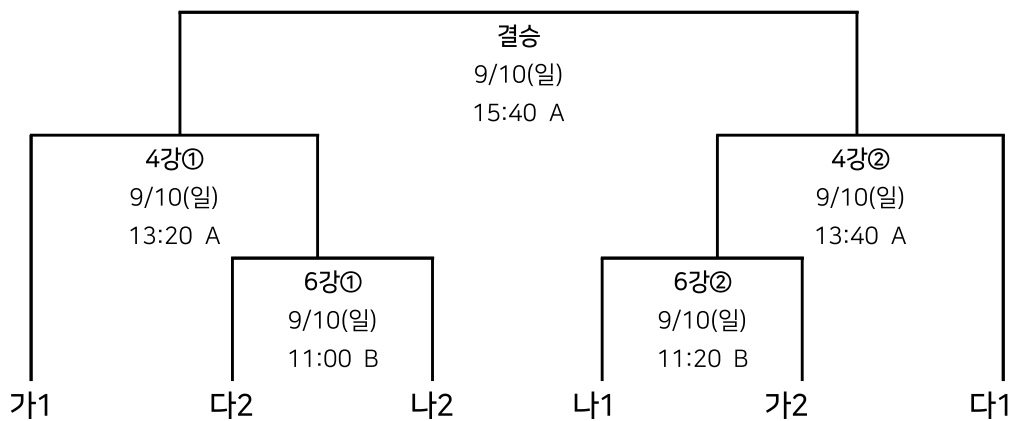 결승
9/10(일)
15:40 A
4강①
9/10(일)
13:20 A
4강②
9/10(일)
13:40 A
6강①
9/10(일)
11:00 B
6강②
9/10(일)
11:20 B
가1
다2
나2
나1
가2
다1